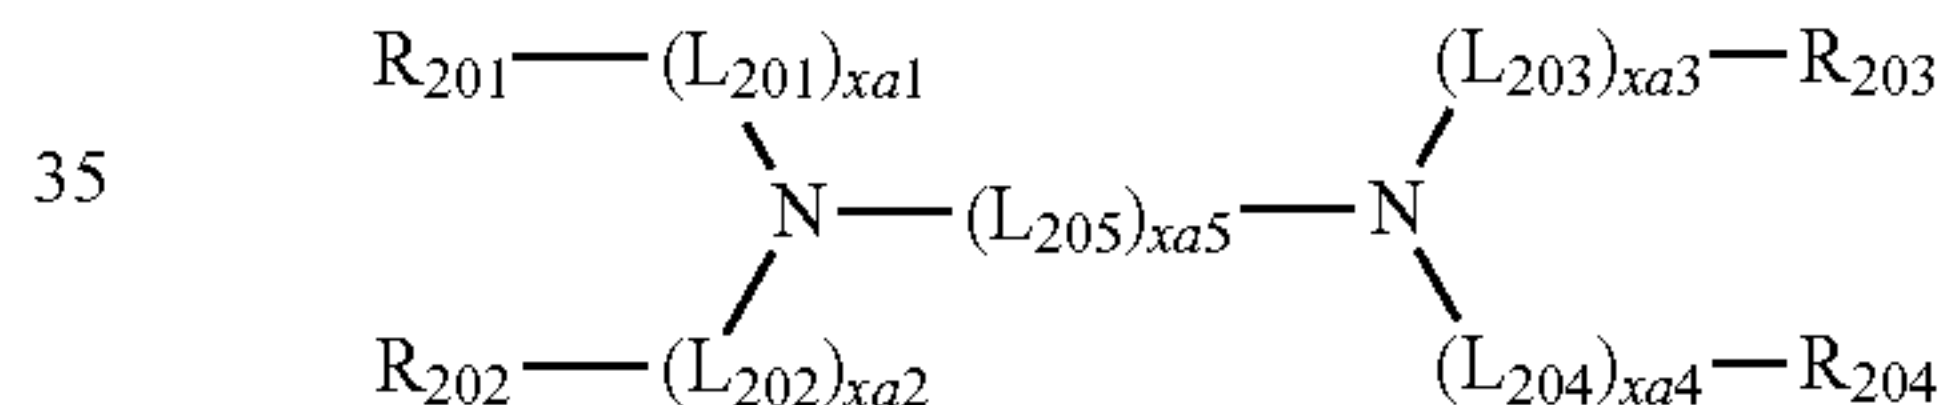 R201—(L201)xa1 (L203)xa3—R203
35
N—(L205)xa5—N
R202—(L202)xa2 (L204)xa4—R204